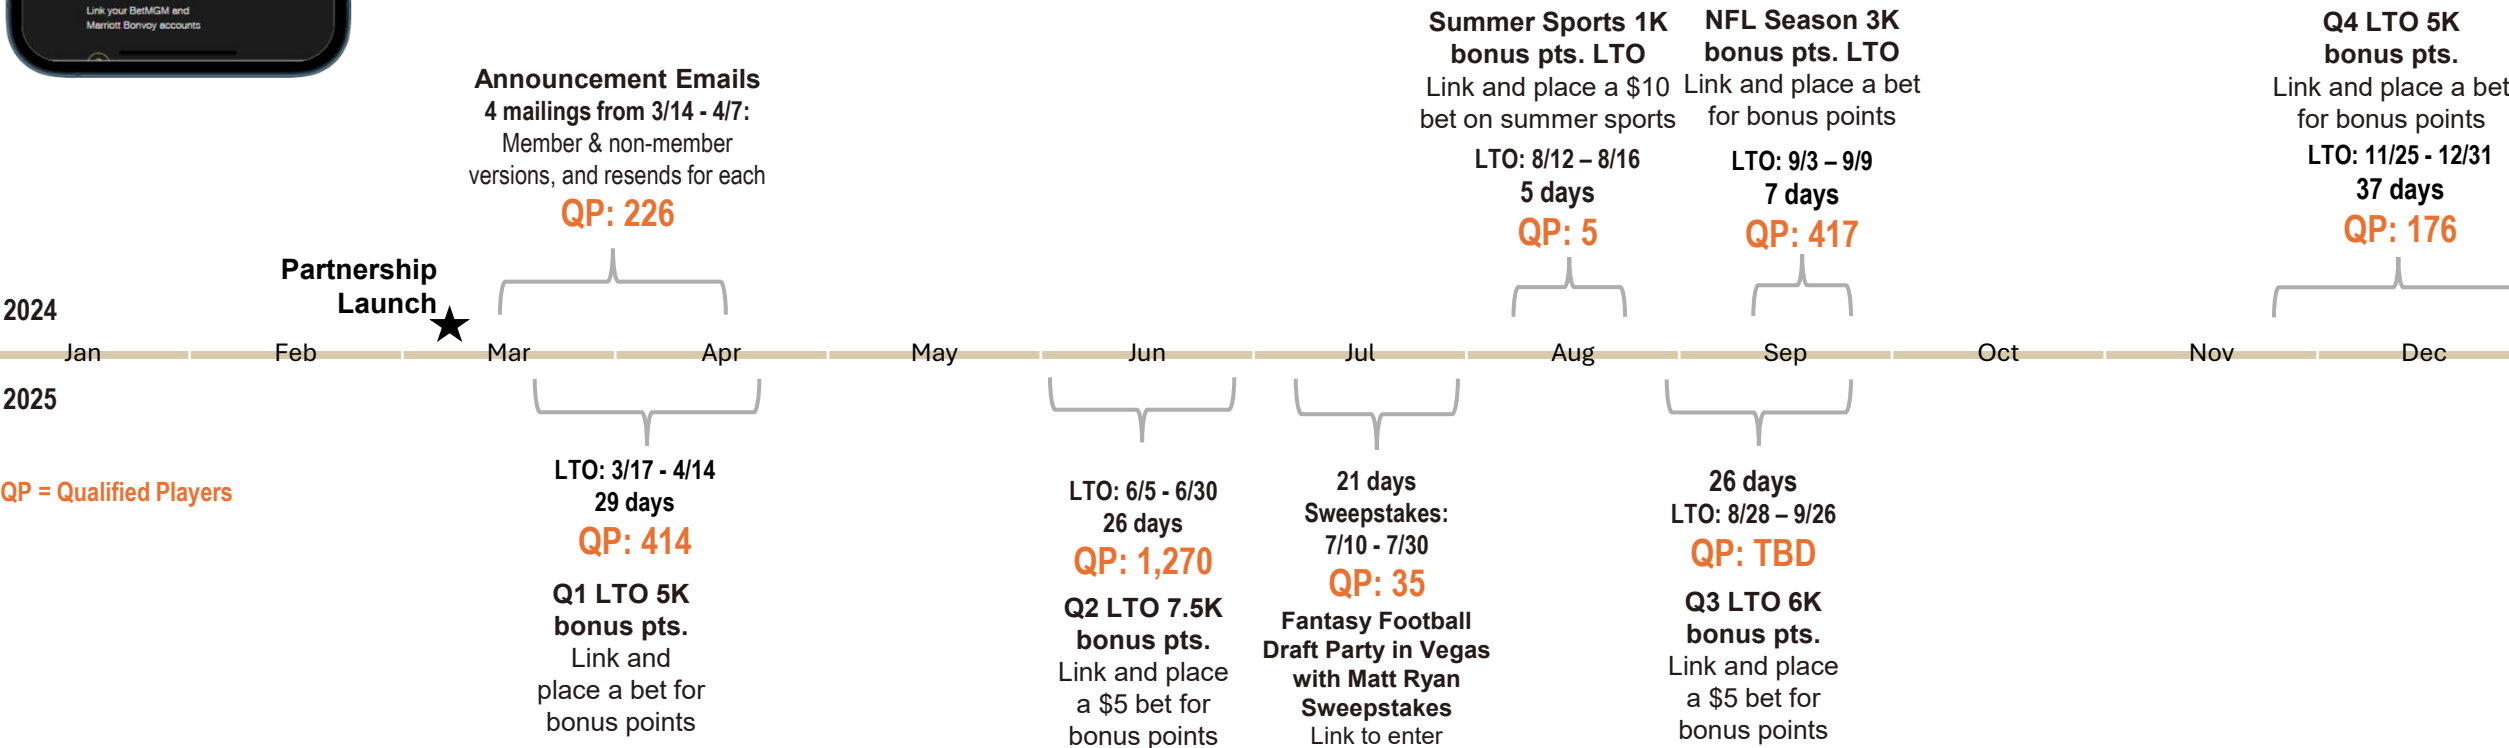 Link your BetMGM and
Marriott Bonvoy accounts
Announcement Emails
4 mailings from 3/14 - 4/7:
Member & non-member
versions, and resends for each
QP: 226
Summer Sports 1K
bonus pts. LTO
Link and place a $10
bet on summer sports
LTO: 8/12 – 8/16
5 days
QP: 5
NFL Season 3K
bonus pts. LTO
Link and place a bet
for bonus points
LTO: 9/3 – 9/9
7 days
QP: 417
Q4 LTO 5K
bonus pts.
Link and place a bet
for bonus points
LTO: 11/25 - 12/31
37 days
QP: 176
Partnership
Launch
2024
Jan Feb Mar Apr May Jun Jul Aug Sep Oct Nov Dec
2025
QP = Qualified Players
LTO: 3/17 - 4/14
29 days
QP: 414
Q1 LTO 5K
bonus pts.
Link and
place a bet for
bonus points
LTO: 6/5 - 6/30
26 days
QP: 1,270
Q2 LTO 7.5K
bonus pts.
Link and place
a $5 bet for
bonus points
21 days
Sweepstakes:
7/10 - 7/30
QP: 35
Fantasy Football
Draft Party in Vegas
with Matt Ryan
Sweepstakes
Link to enter
26 days
LTO: 8/28 – 9/26
QP: TBD
Q3 LTO 6K
bonus pts.
Link and place
a $5 bet for
bonus points